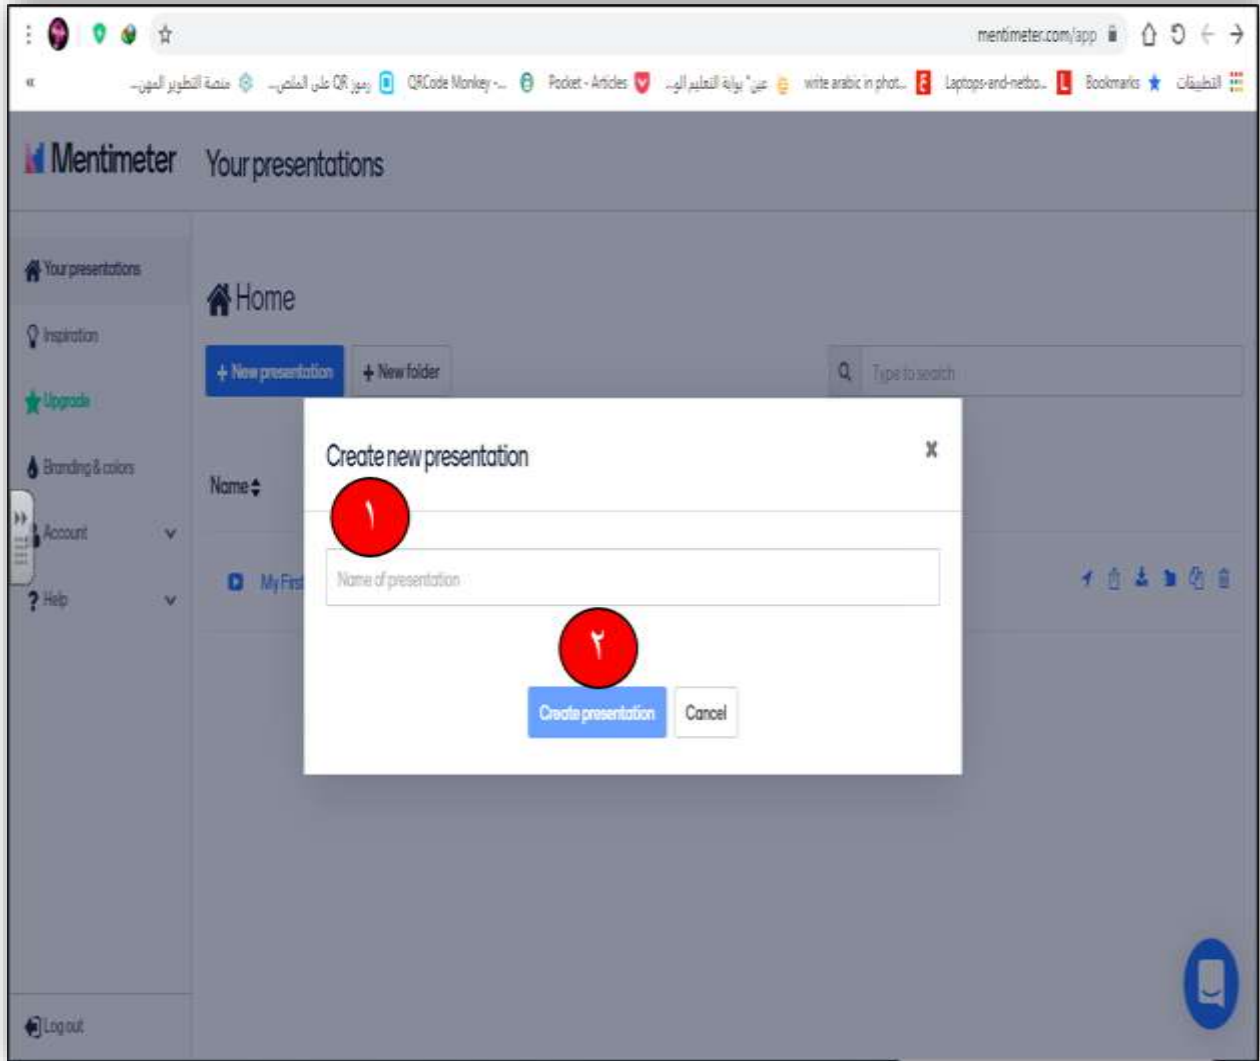 mentimeter.com/app
التطبيقات Bookmarks Laptops-and-netbo... write arabic in phot... عين" بوابة التعليم الو... Pocket - Articles QRCode Monkey -... رموز QR على الملص... منصة التطوير المهن... »
Mentimeter Your presentations
Your presentations
Home
Inspiration
+ New presentation + New folder Type to search
Upgrade
Create new presentation x
Branding & colors
Name
١
Account
My First
Name of presentation
? Help
٢
Create presentation Cancel
Log out